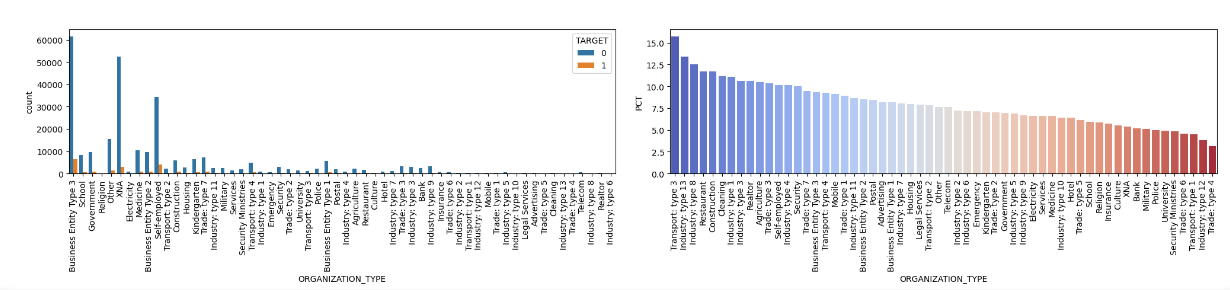 60000
50000
40000
30000
20000
10000
0
count
TARGET
0
1
Business Entity Type 3
School
Government
Religion
Other
XNA
Electricity
Medicine
Business Entity Type 2
Self-employed
Transport: type 2
Construction
Housing
Kindergarten
Trade: type 7
Industry: type 11
Military
Services
Security Ministries
Transport: type 4
Industry: type 1
Emergency
Security
Trade: type 2
University
Transport: type 3
Police
Business Entity Type 1
Postal
Industry: type 4
Agriculture
Restaurant
Culture
Hotel
Industry: type 7
Trade: type 3
Industry: type 3
Bank
Industry: type 9
Insurance
Trade: type 6
Industry: type 2
Transport: type 1
Industry: type 12
Mobile
Trade: type 1
Industry: type 5
Industry: type 10
Legal Services
Advertising
Trade: type 5
Cleaning
Industry: type 13
Trade: type 4
Telecom
Industry: type 8
Realtor
Industry: type 6
ORGANIZATION_TYPE
15.0
12.5
10.0
7.5
5.0
2.5
0.0
PCT
Transport: type 3
Industry: type 13
Industry: type 8
Restaurant
Construction
Cleaning
Industry: type 1
Industry: type 3
Realtor
Agriculture
Trade: type 3
Self-employed
Industry: type 4
Security
Trade: type 7
Business Entity Type 3
Transport: type 4
Mobile
Trade: type 1
Industry: type 11
Business Entity Type 2
Postal
Advertising
Business Entity Type 1
Industry: type 7
Housing
Legal Services
Transport: type 2
Other
Telecom
Industry: type 2
Industry: type 6
Emergency
Kindergarten
Trade: type 2
Government
Industry: type 5
Industry: type 9
Electricity
Services
Medicine
Industry: type 10
Hotel
Trade: type 5
School
Religion
Insurance
Culture
XNA
Bank
Military
Police
University
Security Ministries
Trade: type 6
Transport: type 1
Industry: type 12
Trade: type 4
ORGANIZATION_TYPE